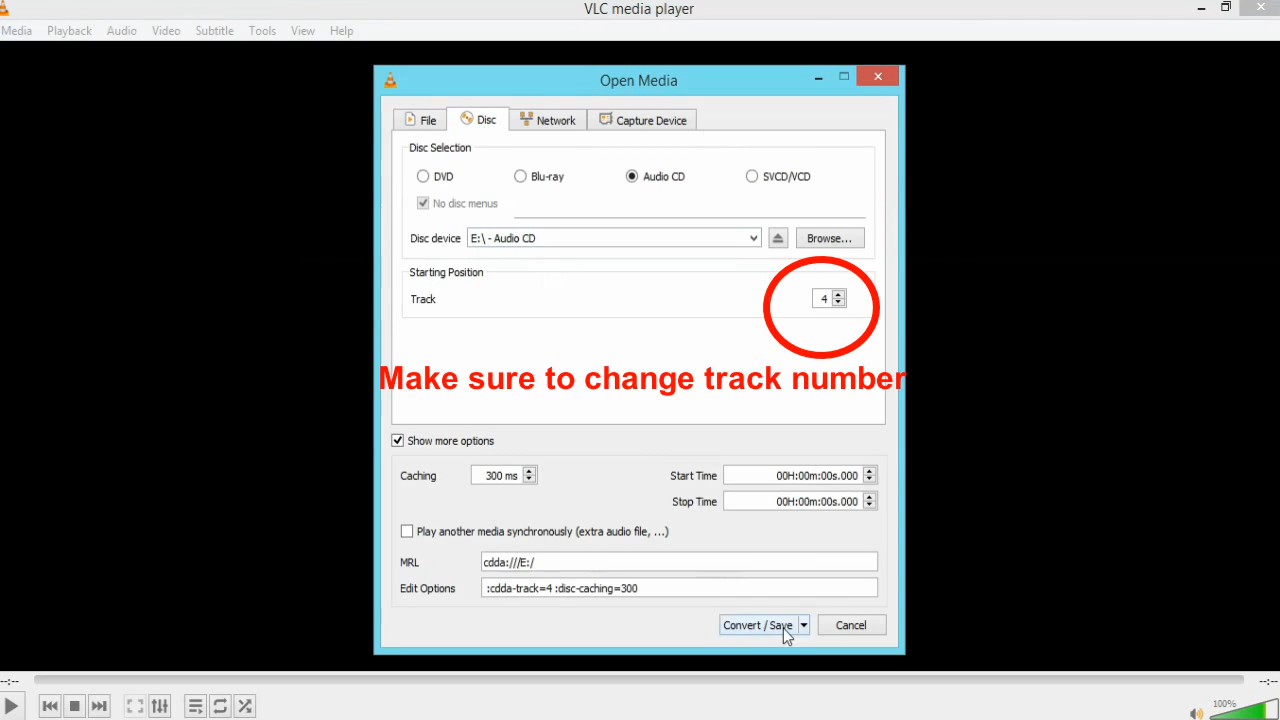 VLC media player
Media Playback Audio Video Subtitle Tools View Help
Open Media
File Disc Network Capture Device
Disc Selection
DVD Blu-ray Audio CD SVCD/VCD
No disc menus
Disc device E:\ - Audio CD Browse...
Starting Position
Track 4
Make sure to change track number
Show more options
Caching 300 ms Start Time 00H:00m:00s.000
Stop Time 00H:00m:00s.000
Play another media synchronously (extra audio file, ...)
MRL cdda:///E:/
Edit Options :cdda-track=4 :disc-caching=300
Convert / Save Cancel
--:-- --:--
100%